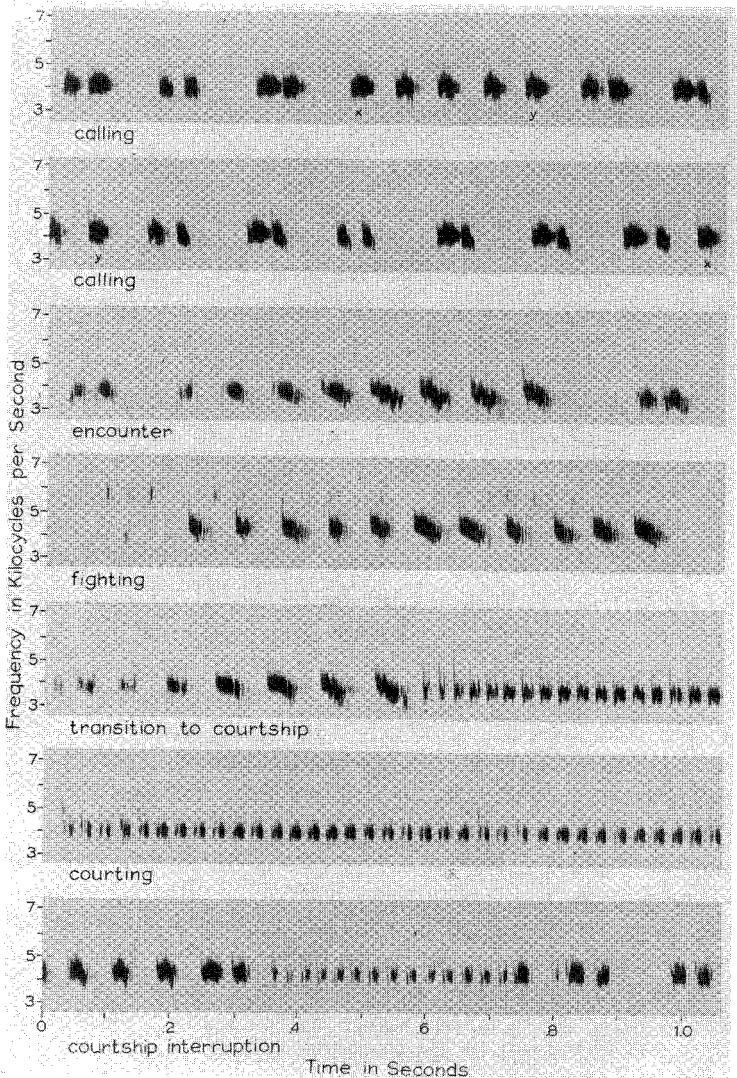 7-
5-
3-
x
y
calling
7-
5-
3-
y
x
calling
7-
5-
3-
encounter
7-
5-
3-
fighting
7-
5-
3-
transition to courtship
7-
5-
3-
courting
7-
5-
3-
0 .2 .4 .6 .8 1.0
courtship interruption
Time in Seconds
Frequency in Kilocycles per Second